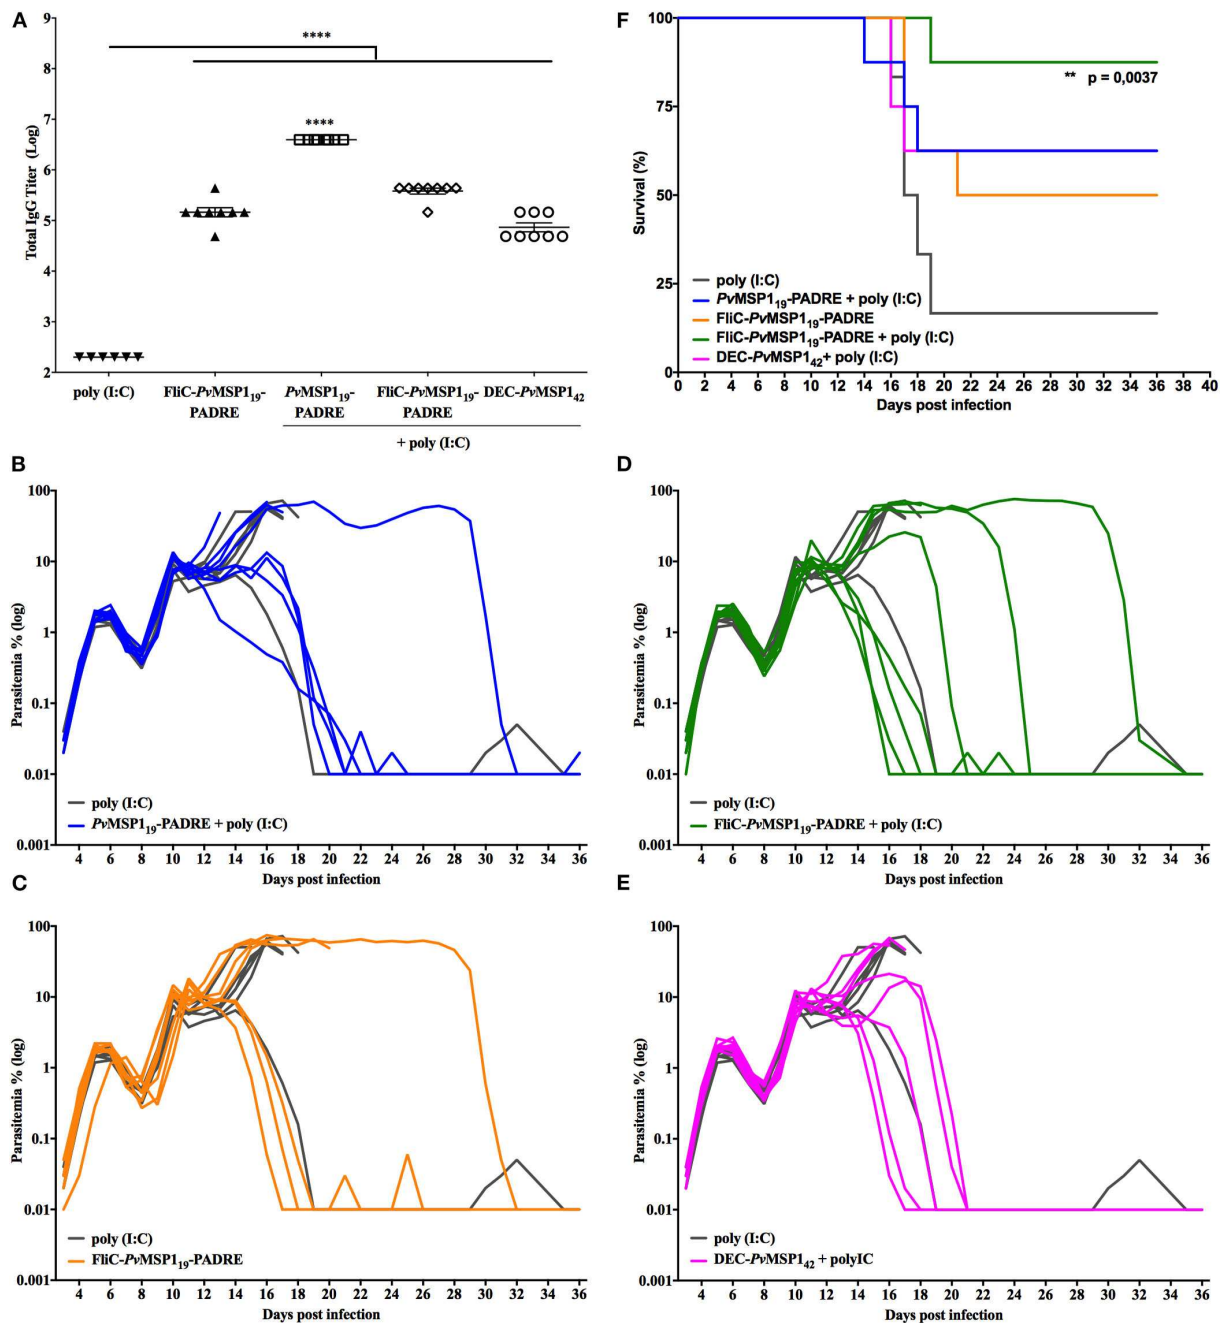 A
9
8
7
6
5
4
3
2
Total IgG Titer (Log)
****
****
poly (I:C)
FliC-PvMSP1₁₉-
PADRE
PvMSP1₁₉-
PADRE
FliC-PvMSP1₁₉-
PADRE
DEC-PvMSP1₄₂
+ poly (I:C)
F
100
75
50
25
0
Survival (%)
** p = 0,0037
poly (I:C)
PvMSP1₁₉-PADRE + poly (I:C)
FliC-PvMSP1₁₉-PADRE
FliC-PvMSP1₁₉-PADRE + poly (I:C)
DEC-PvMSP1₄₂+ poly (I:C)
0 2 4 6 8 10 12 14 16 18 20 22 24 26 28 30 32 34 36 38 40
Days post infection
B
100
10
1
0.1
0.01
0.001
Parasitemia % (log)
poly (I:C)
PvMSP1₁₉-PADRE + poly (I:C)
4 6 8 10 12 14 16 18 20 22 24 26 28 30 32 34 36
Days post infection
D
100
10
1
0.1
0.01
0.001
Parasitemia % (log)
poly (I:C)
FliC-PvMSP1₁₉-PADRE + poly (I:C)
4 6 8 10 12 14 16 18 20 22 24 26 28 30 32 34 36
Days post infection
C
100
10
1
0.1
0.01
0.001
Parasitemia % (log)
poly (I:C)
FliC-PvMSP1₁₉-PADRE
4 6 8 10 12 14 16 18 20 22 24 26 28 30 32 34 36
Days post infection
E
100
10
1
0.1
0.01
0.001
Parasitemia % (log)
poly (I:C)
DEC-PvMSP1₄₂ + polyIC
4 6 8 10 12 14 16 18 20 22 24 26 28 30 32 34 36
Days post infection